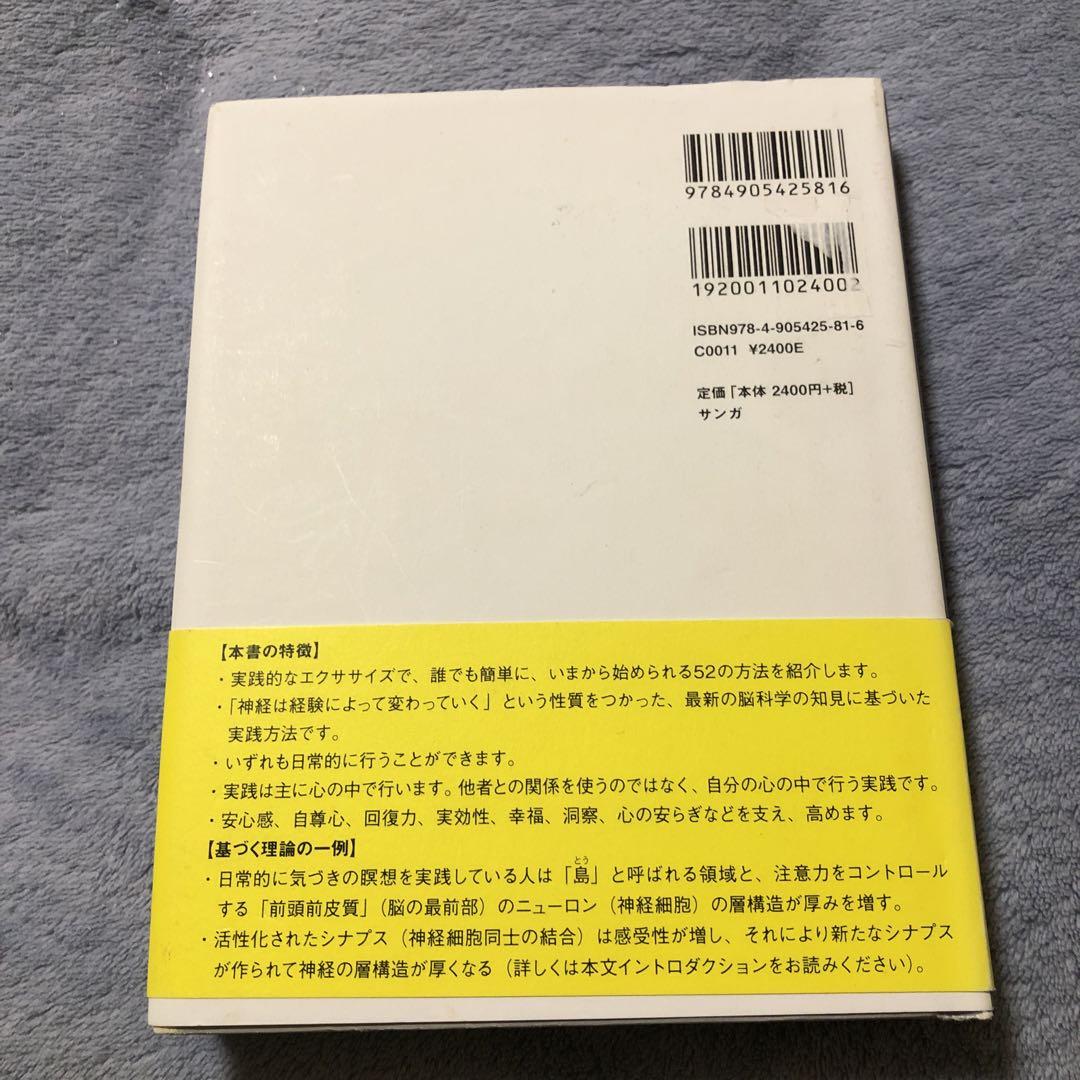 9784905425816
1920011024002
ISBN978-4-905425-81-6
C0011 ¥2400E
定価「本体 2400円+税」
サンガ
【本書の特徴】
・実践的なエクササイズで、誰でも簡単に、いまから始められる52の方法を紹介します。
・「神経は経験によって変わっていく」という性質をつかった、最新の脳科学の知見に基づいた
実践方法です。
・いずれも日常的に行うことができます。
・実践は主に心の中で行います。他者との関係を使うのではなく、自分の心の中で行う実践です。
・安心感、自尊心、回復力、実効性、幸福、洞察、心の安らぎなどを支え、高めます。
【基づく理論の一例】
とう
・日常的に気づきの瞑想を実践している人は「島」と呼ばれる領域と、注意力をコントロール
する「前頭前皮質」(脳の最前部)のニューロン(神経細胞)の層構造が厚みを増す。
・活性化されたシナプス(神経細胞同士の結合)は感受性が増し、それにより新たなシナプス
が作られて神経の層構造が厚くなる(詳しくは本文イントロダクションをお読みください)。